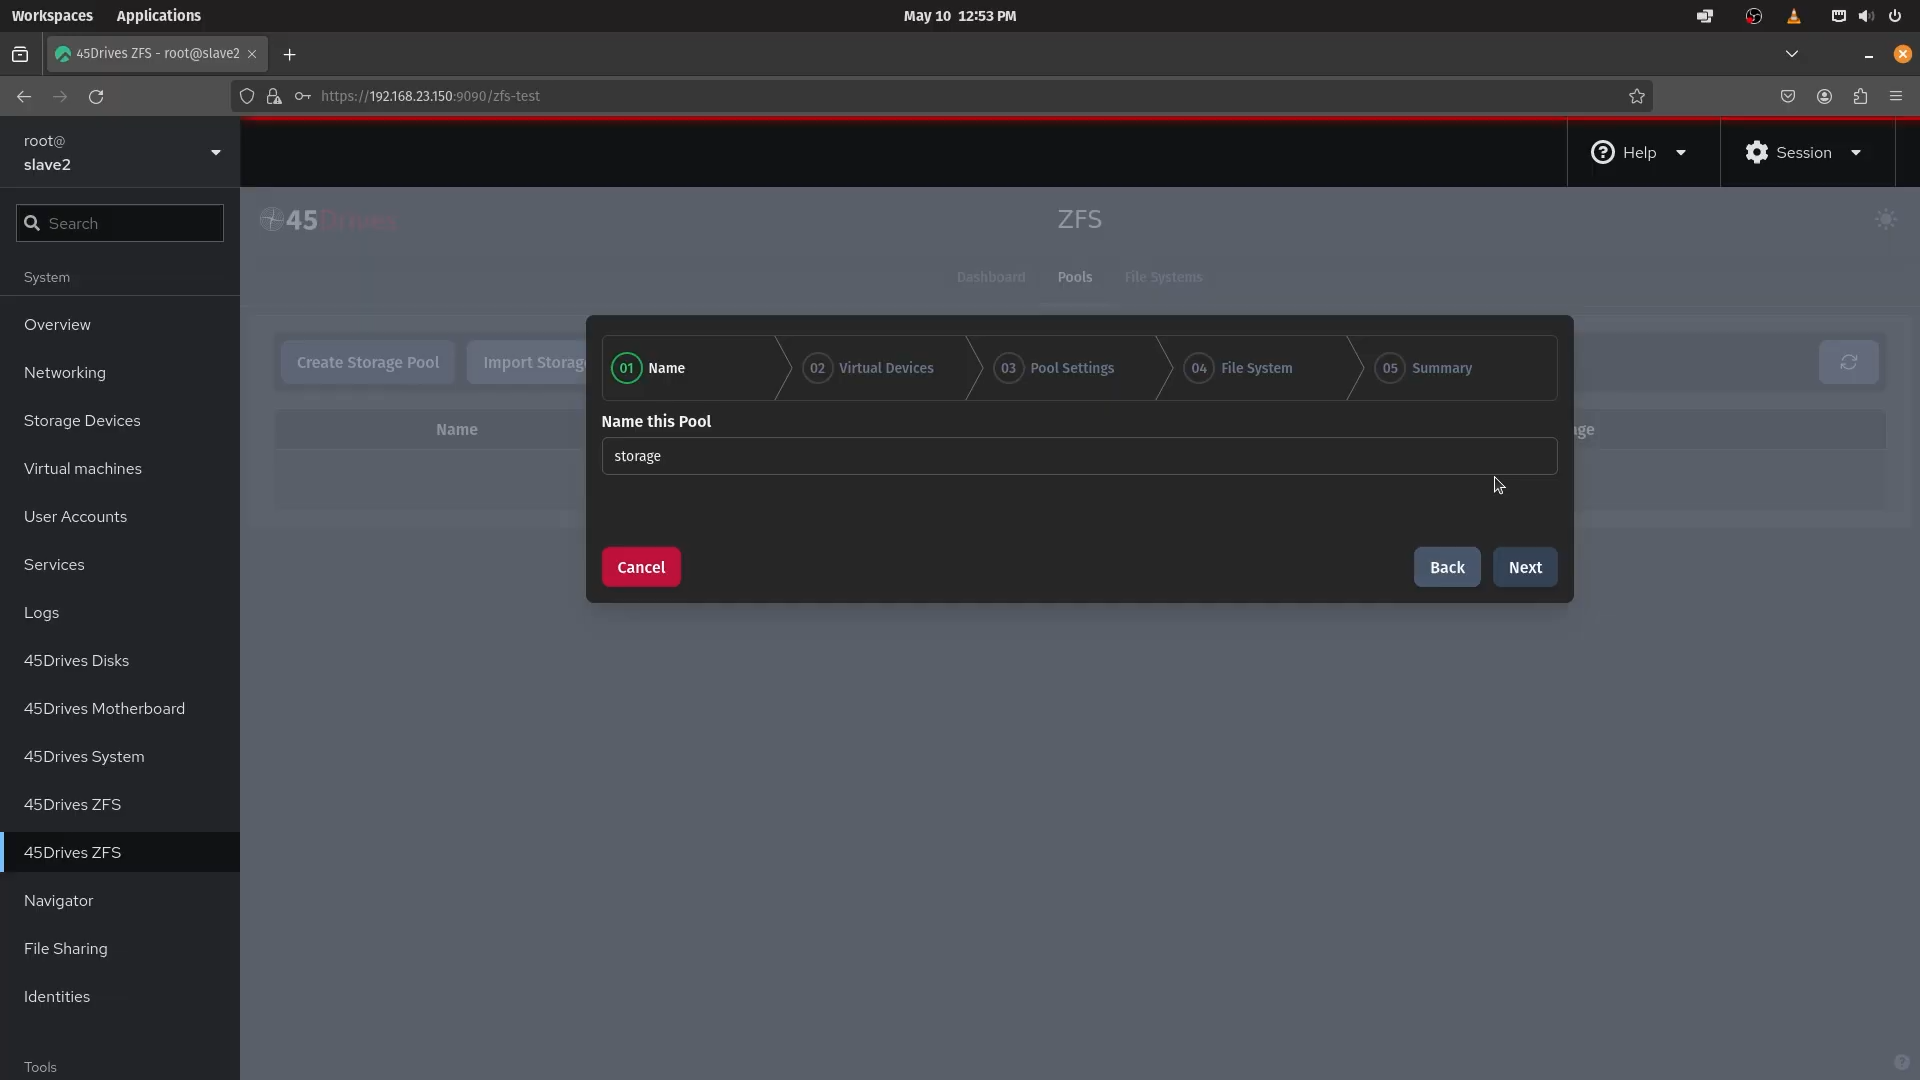 Workspaces Applications May 10 12:53 PM
45Drives ZFS - root@slave2
https://192.168.23.150:9090/zfs-test
root@
slave2
Help Session
Search
45Drives ZFS
System
Dashboard Pools File Systems
Overview
Networking
Storage Devices
Virtual machines
User Accounts
Services
Logs
45Drives Disks
45Drives Motherboard
45Drives System
45Drives ZFS
45Drives ZFS
Navigator
File Sharing
Identities
Tools
Create Storage Pool Import Storag
Name age
01 Name 02 Virtual Devices 03 Pool Settings 04 File System 05 Summary
Name this Pool
storage
Cancel Back Next